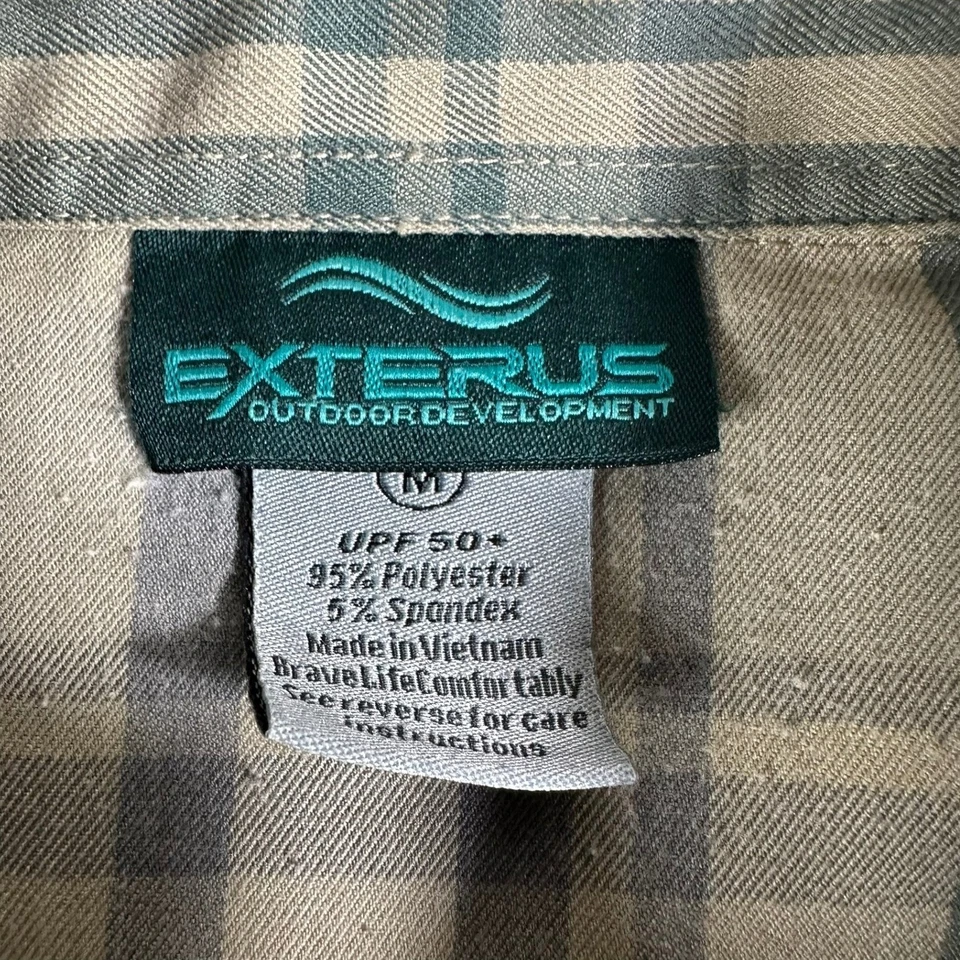 EXTERUS
OUTDOOR DEVELOPMENT
M
UPF 50+
95% Polyester
5% Spandex
Made in Vietnam
Brave Life Comfortably
See reverse for care
instructions